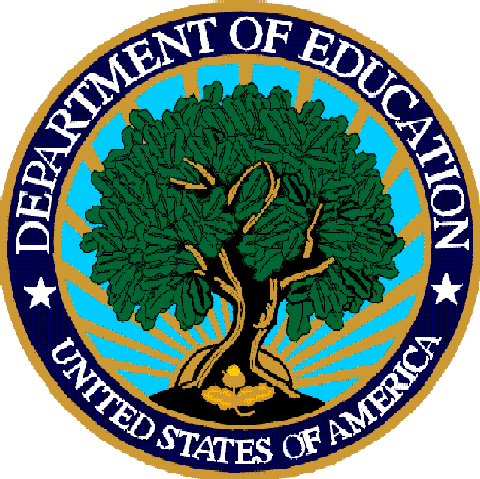 DEPARTMENT OF EDUCATION
UNITED STATES OF AMERICA